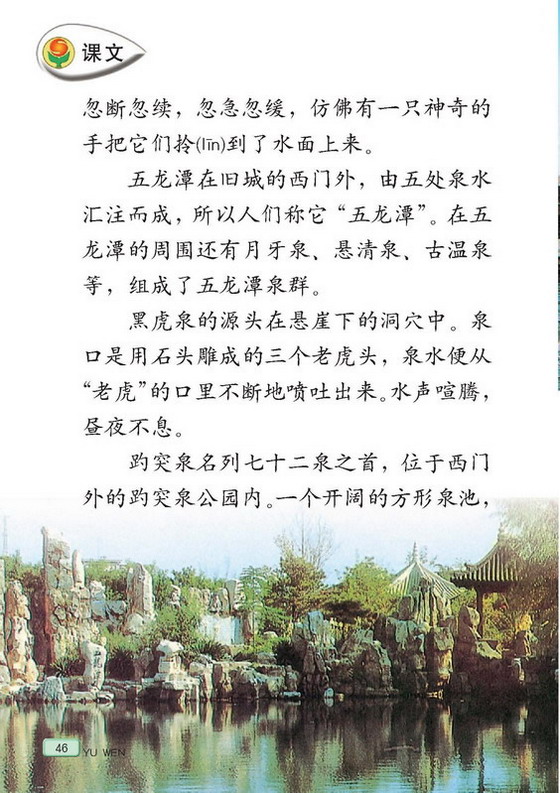 课文
忽断忽续，忽急忽缓，仿佛有一只神奇的
手把它们拎(līn)到了水面上来。
五龙潭在旧城的西门外，由五处泉水
汇注而成，所以人们称它“五龙潭”。在五
龙潭的周围还有月牙泉、悬清泉、古温泉
等，组成了五龙潭泉群。
黑虎泉的源头在悬崖下的洞穴中。泉
口是用石头雕成的三个老虎头，泉水便从
“老虎”的口里不断地喷吐出来。水声喧腾，
昼夜不息。
趵突泉名列七十二泉之首，位于西门
外的趵突泉公园内。一个开阔的方形泉池，
46
YU WEN